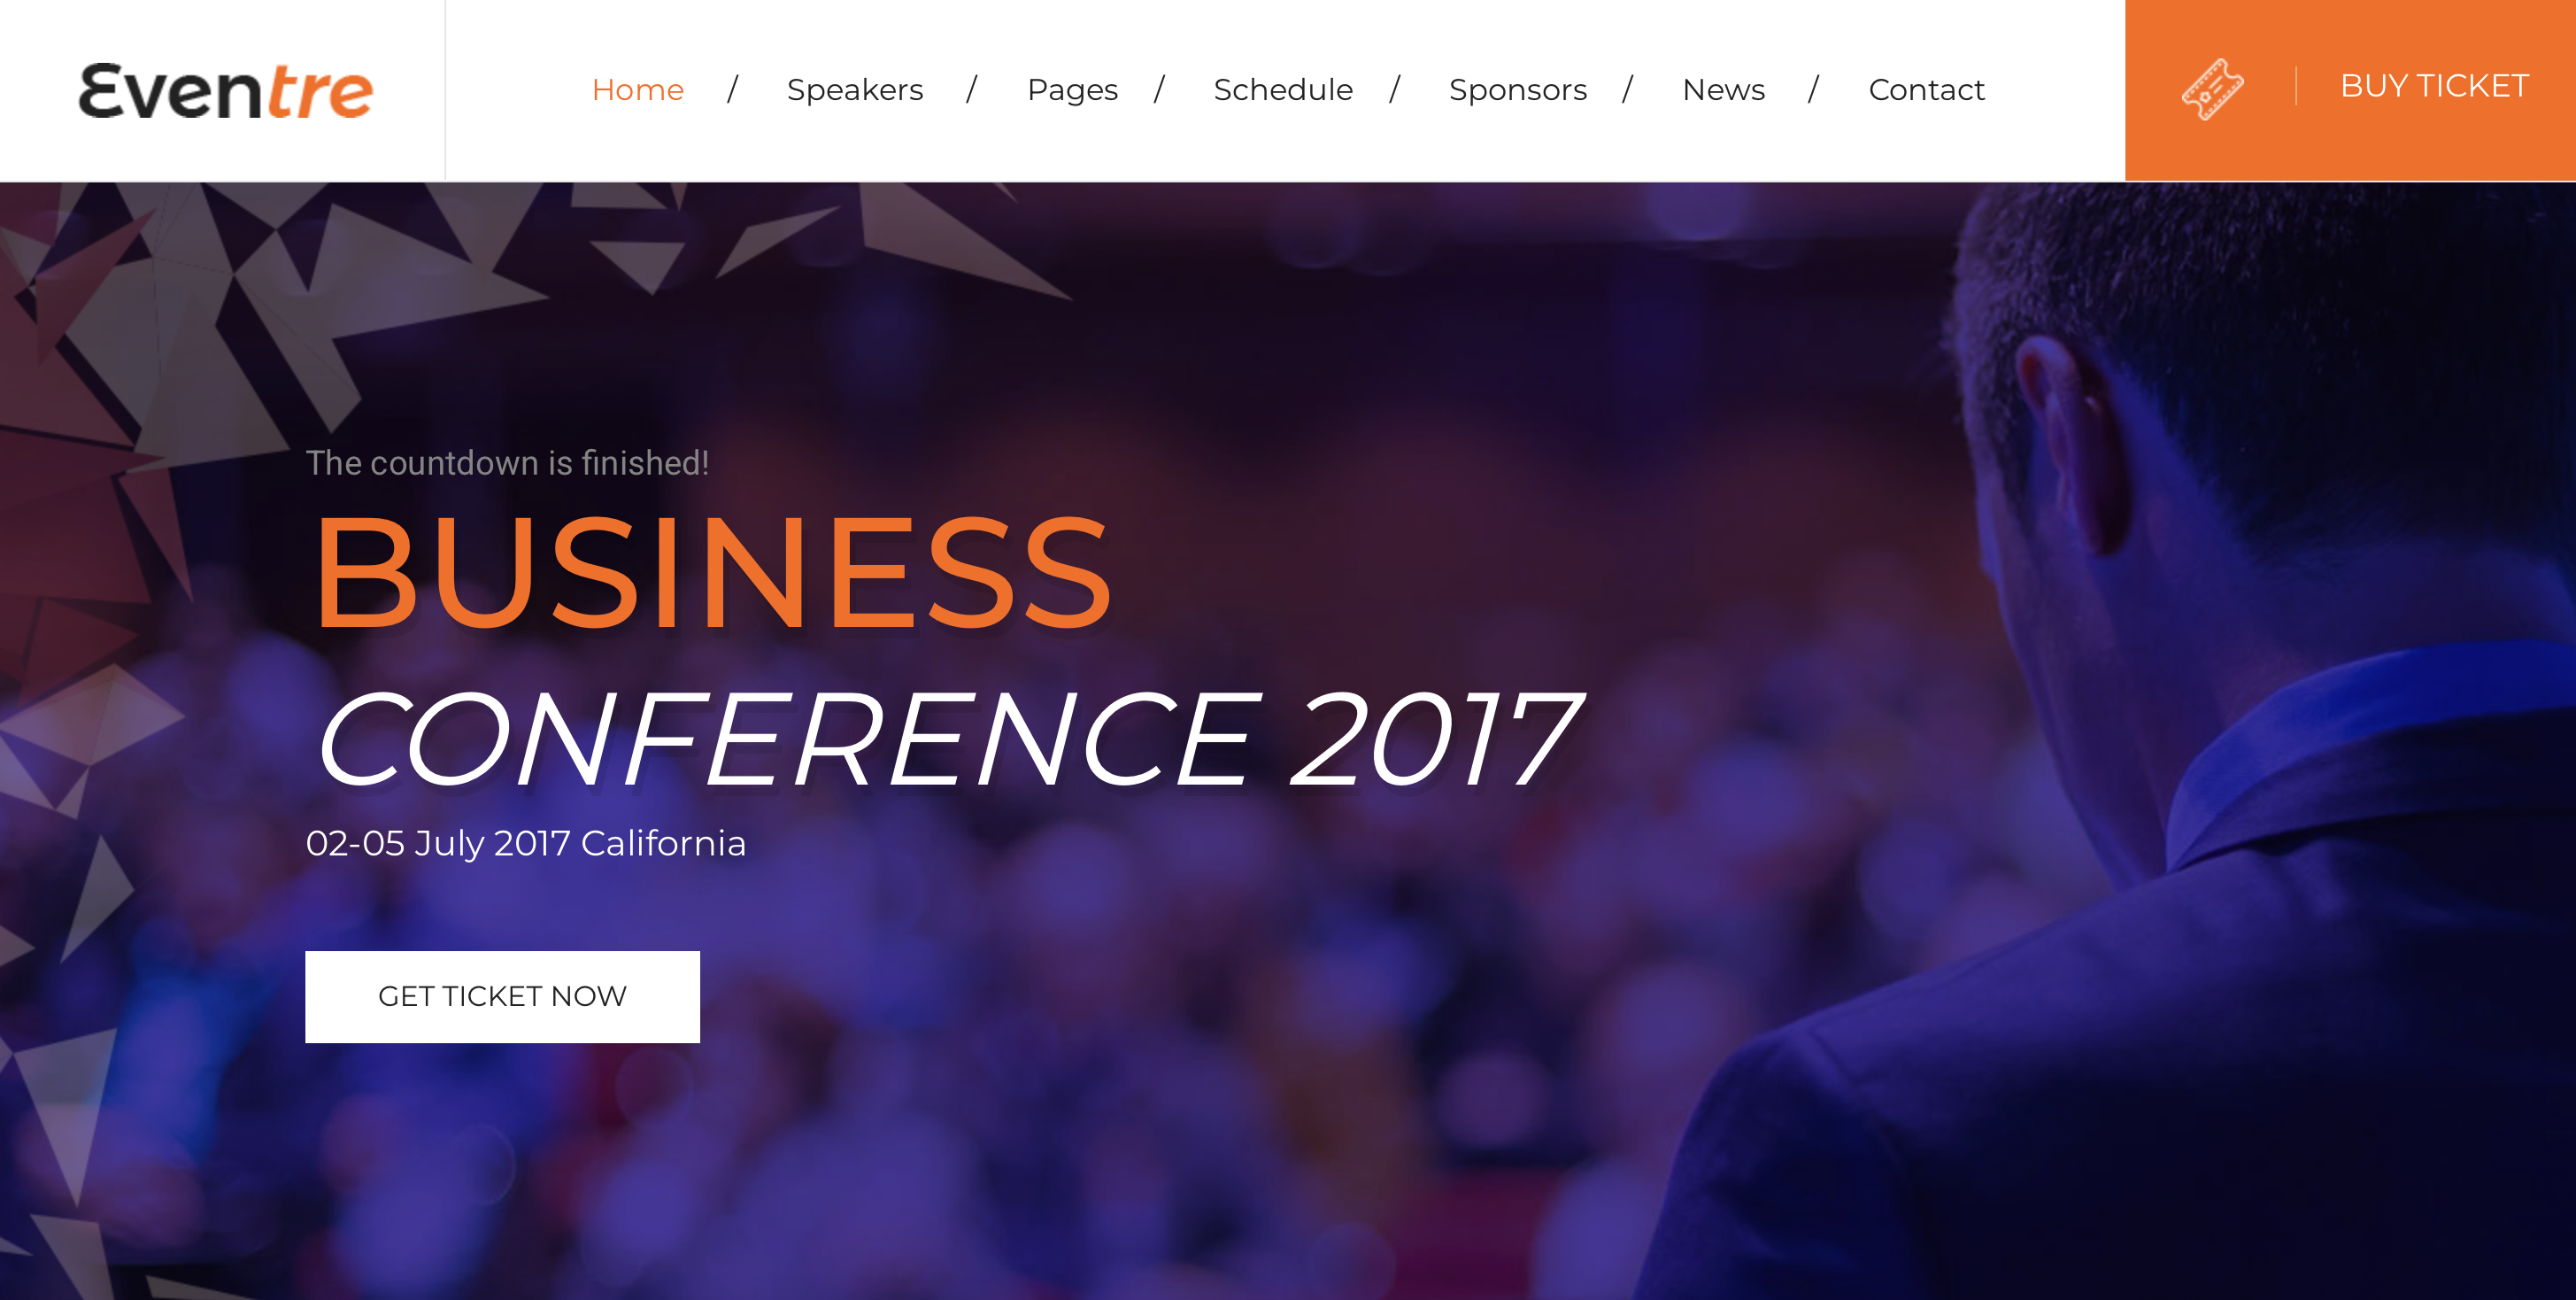 Eventre
Home / Speakers / Pages / Schedule / Sponsors / News / Contact
BUY TICKET
The countdown is finished!
BUSINESS
CONFERENCE 2017
02-05 July 2017 California
GET TICKET NOW